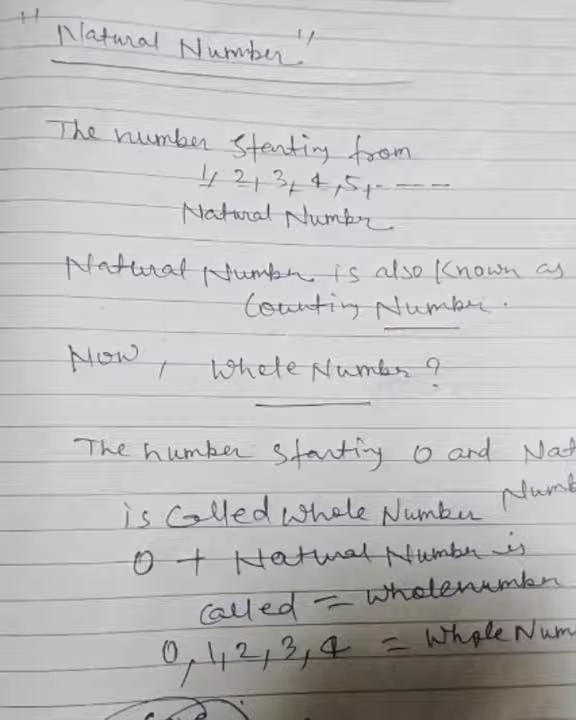 "Natural Number"
The number starting from
1, 2, 3, 4, 5, - - - -
Natural Number
Natural Number is also known as
Counting Number.
Now, Whole Number?
The number starting 0 and Nat
Numb
is Called Whole Number
0 + Natural Number is
called = Wholenumber
0, 1, 2, 3, 4 = Whole Num